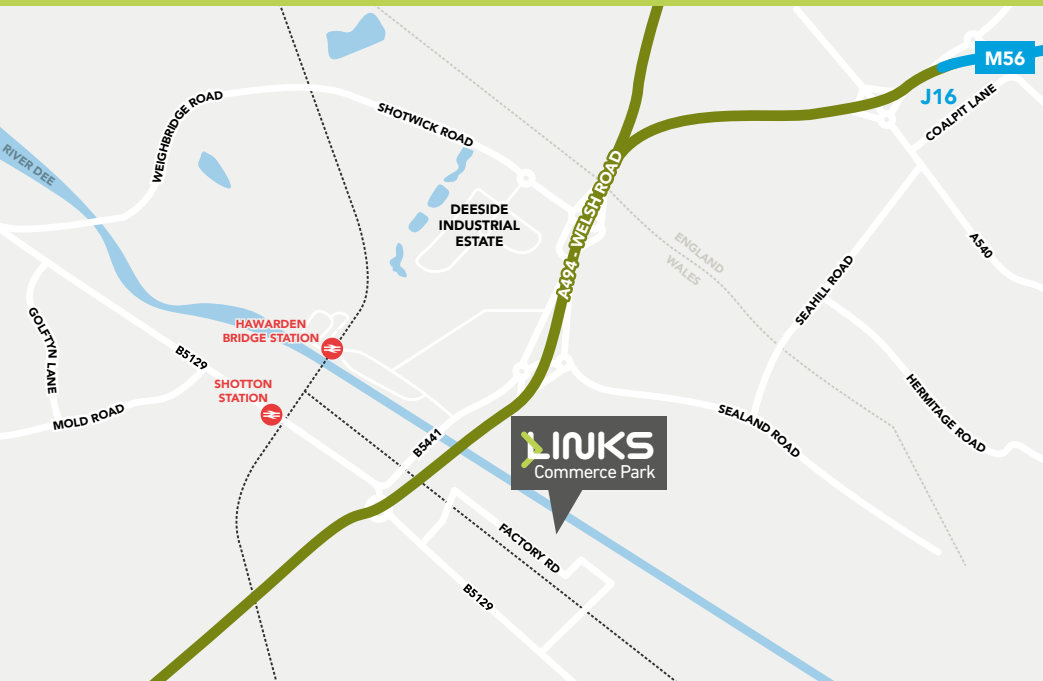 M56
J16
COALPIT LANE
WEIGHBRIDGE ROAD
SHOTWICK ROAD
RIVER DEE
A494 - WELSH ROAD
DEESIDE
INDUSTRIAL
ESTATE
ENGLAND
WALES
A540
SEAHILL ROAD
GOLFTYN LANE
HAWARDEN
BRIDGE STATION
B5129
SHOTTON
STATION
MOLD ROAD
HERMITAGE ROAD
SEALAND ROAD
B5441
LINKS
Commerce Park
FACTORY RD
B5129